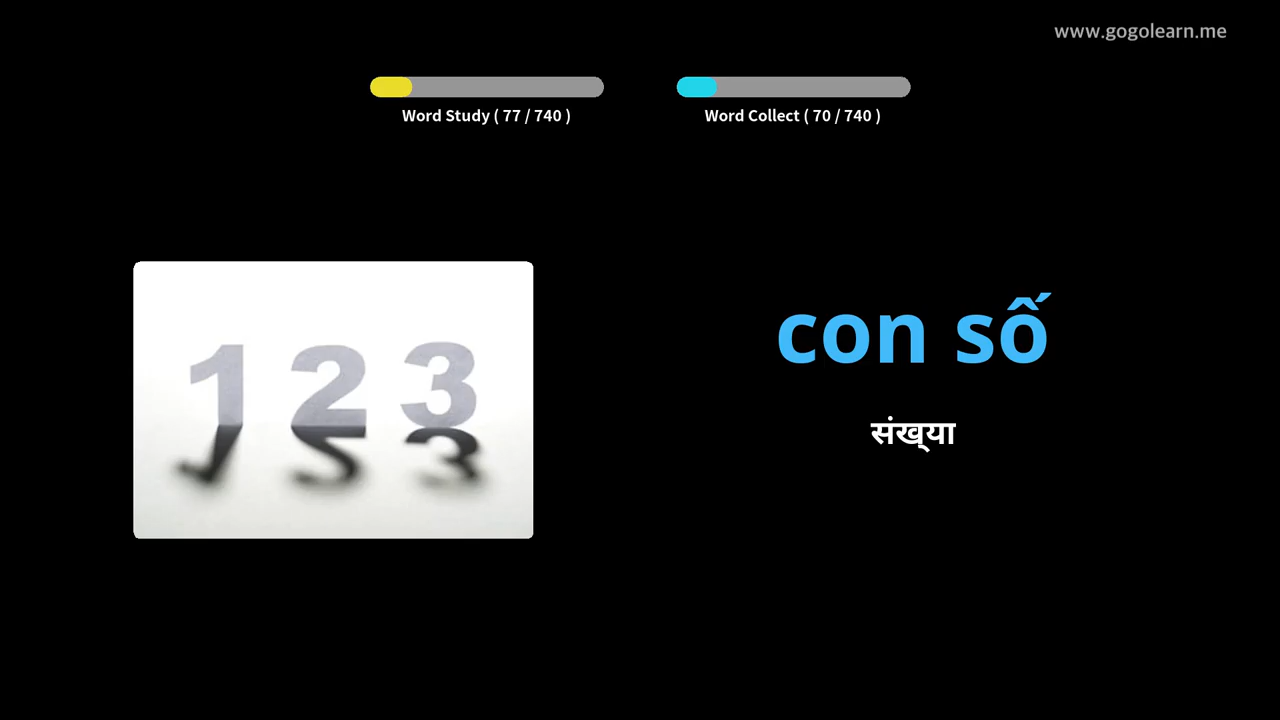 www.gogolearn.me
Word Study ( 77 / 740 )
Word Collect ( 70 / 740 )
1 2 3
con số
संख्या